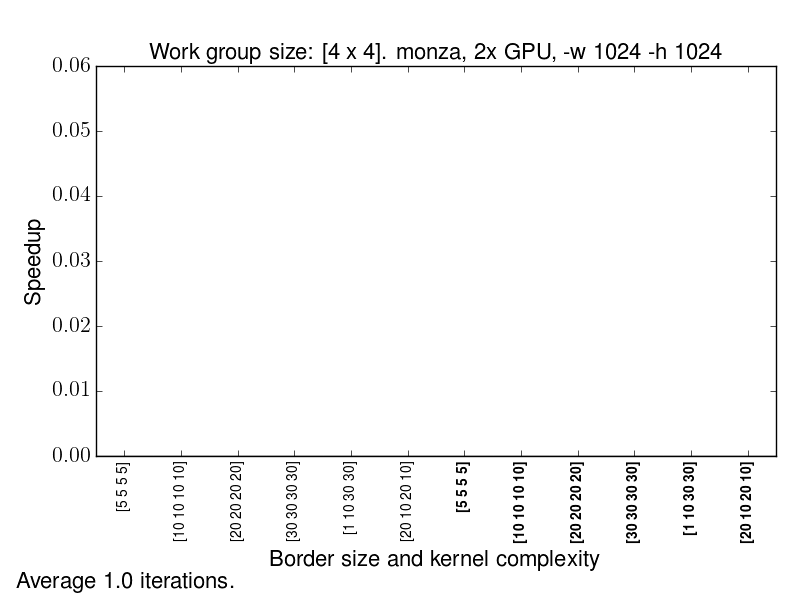 Work group size: [4 x 4]. monza, 2x GPU, -w 1024 -h 1024
0.06
0.05
0.04
0.03
0.02
0.01
0.00
Speedup
[5 5 5 5]
[10 10 10 10]
[20 20 20 20]
[30 30 30 30]
[1 10 30 30]
[20 10 20 10]
[5 5 5 5]
[10 10 10 10]
[20 20 20 20]
[30 30 30 30]
[1 10 30 30]
[20 10 20 10]
Border size and kernel complexity
Average 1.0 iterations.